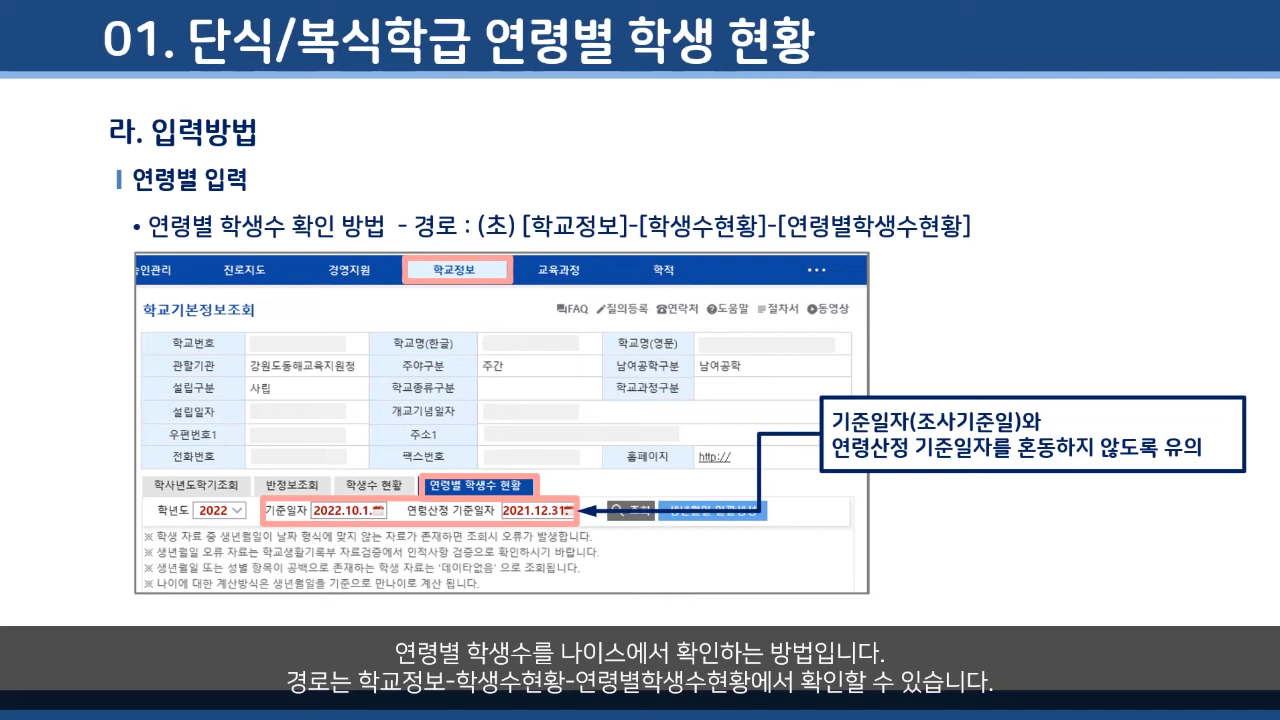 01. 단식/복식학급 연령별 학생 현황
라. 입력방법
연령별 입력
• 연령별 학생수 확인 방법 - 경로 : (초) [학교정보]-[학생수현황]-[연령별학생수현황]
인관리 진로지도 경영지원 학교정보 교육과정 학적 •••
학교기본정보조회 FAQ 질의등록 연락처 도움말 절차서 동영상
학교번호 학교명(한글) 학교명(영문)
관할기관 강원도동해교육지원청 주야구분 주간 남여공학구분 남여공학
설립구분 사립 학교종류구분 학교과정구분
설립일자 개교기념일자
우편번호1 주소1
전화번호 팩스번호 홈페이지 http://
기준일자(조사기준일)와
연령산정 기준일자를 혼동하지 않도록 유의
학사년도학기조회 반정보조회 학생수 현황 연령별 학생수 현황
학년도 2022 기준일자 2022.10.1. 연령산정 기준일자 2021.12.31. 조회 생년월일 일괄생성
※ 학생 자료 중 생년월일이 날짜 형식에 맞지 않는 자료가 존재하면 조회시 오류가 발생합니다.
※ 생년월일 오류 자료는 학교생활기록부 자료검증에서 인적사항 검증으로 확인하시기 바랍니다.
※ 생년월일 또는 성별 항목이 공백으로 존재하는 학생 자료는 '데이타없음' 으로 조회됩니다.
※ 나이에 대한 계산방식은 생년월일을 기준으로 만나이로 계산 됩니다.
연령별 학생수를 나이스에서 확인하는 방법입니다.
경로는 학교정보-학생수현황-연령별학생수현황에서 확인할 수 있습니다.